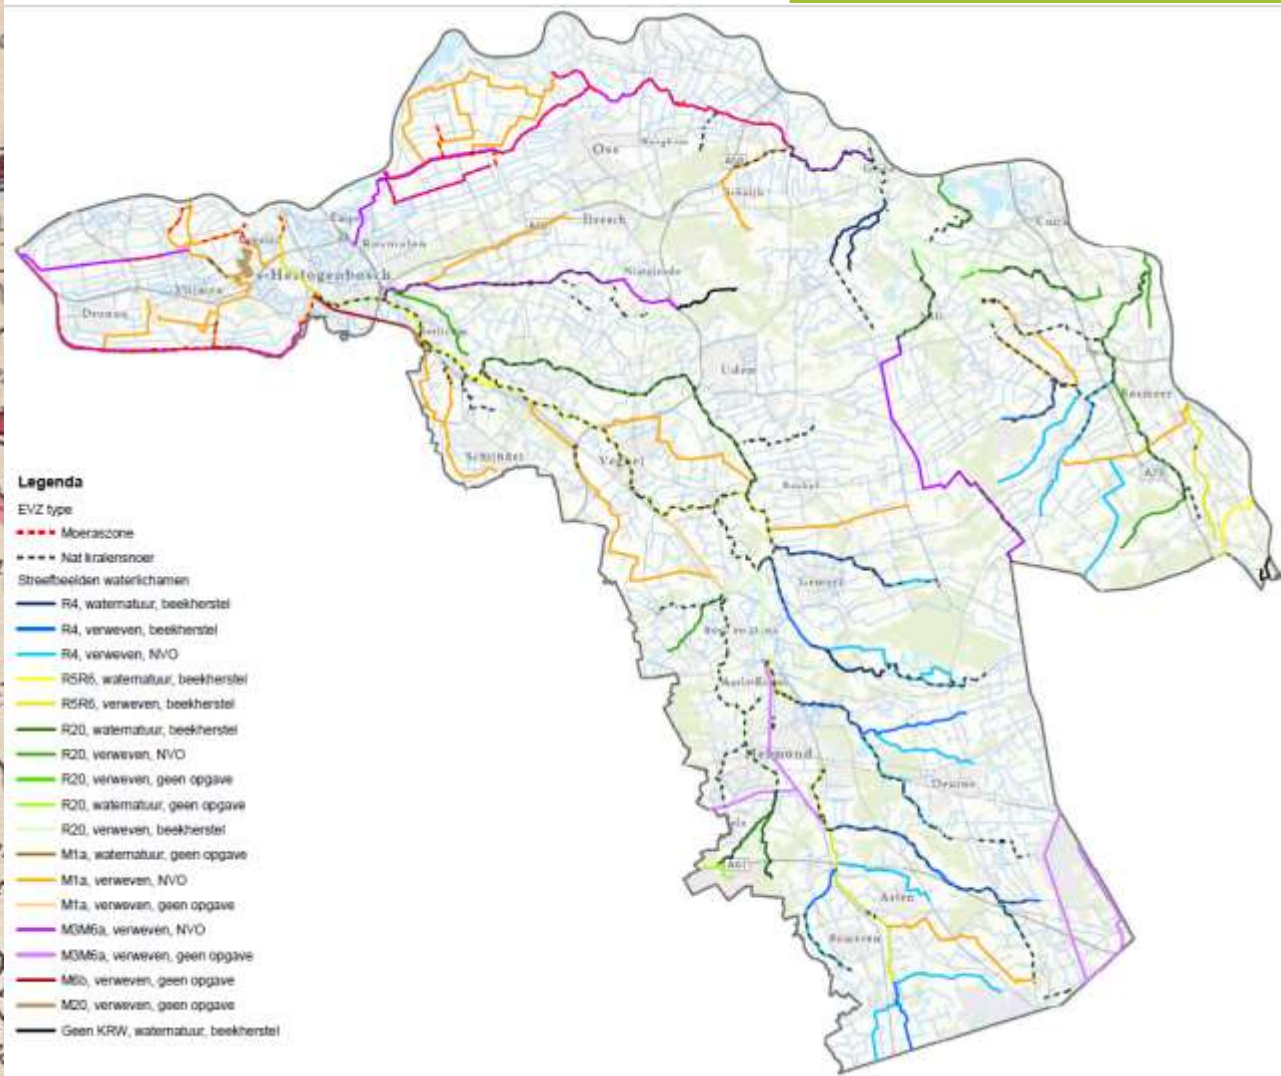 Oss
Heesch
Rosmalen
's-Hertogenbosch
Vlijmen
Drunen
Nistelrode
Uden
Schijndel
Veghel
Boekel
Gemert
Boxmeer
Cuijk
Helmond
Deurne
Asten
Someren
Legenda
EVZ type
Moeraszone
Nat kralensnoer
Streefbeelden waterlichamen
R4, waternatuur, beekherstel
R4, verweven, beekherstel
R4, verweven, NVO
R5R6, waternatuur, beekherstel
R5R6, verweven, beekherstel
R20, waternatuur, beekherstel
R20, verweven, NVO
R20, verweven, geen opgave
R20, waternatuur, geen opgave
R20, verweven, beekherstel
M1a, waternatuur, geen opgave
M1a, verweven, NVO
M1a, verweven, geen opgave
M3M6a, verweven, NVO
M3M6a, verweven, geen opgave
M6b, verweven, geen opgave
M20, verweven, geen opgave
Geen KRW, waternatuur, beekherstel